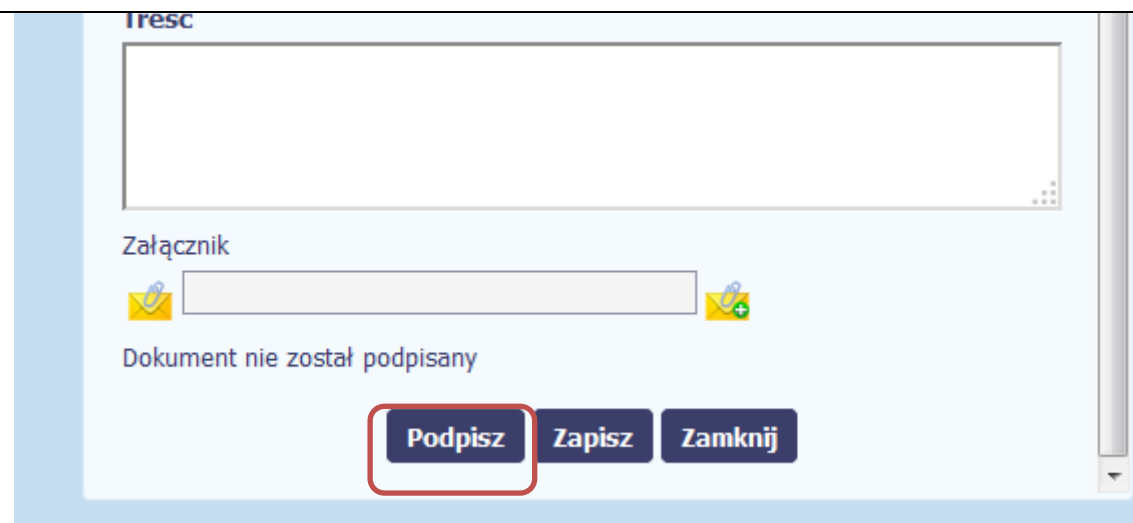 Treść
Załącznik
Dokument nie został podpisany
Podpisz Zapisz Zamknij